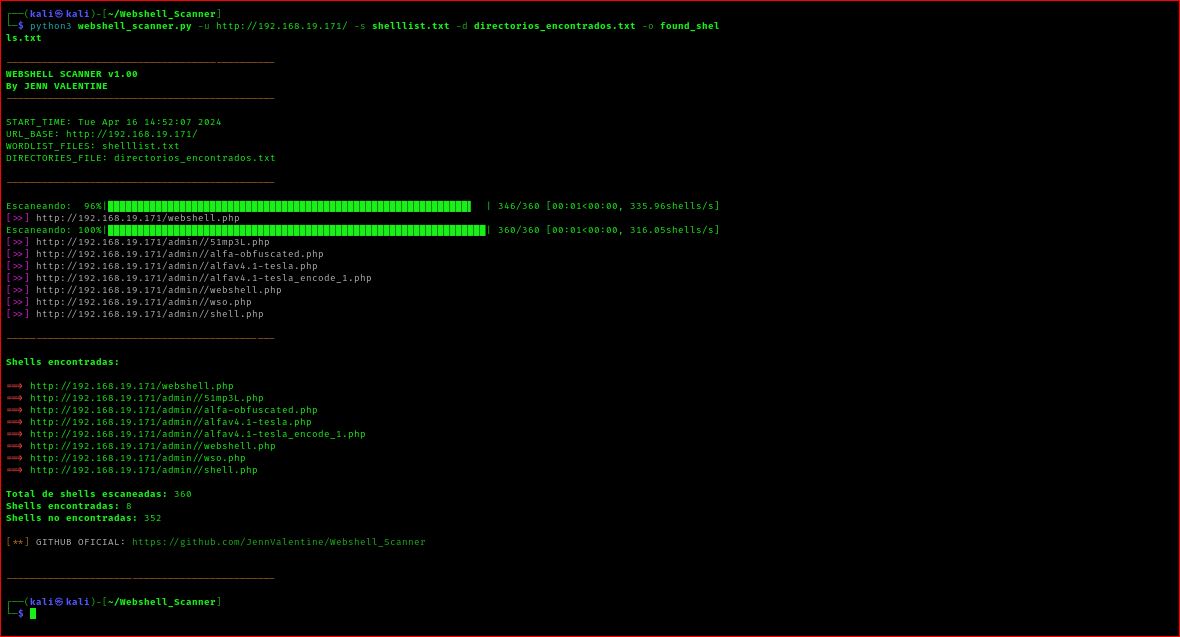 ┌──(kali㉿kali)-[~/Webshell_Scanner]
└─$ python3 webshell_scanner.py -u http://192.168.19.171/ -s shelllist.txt -d directorios_encontrados.txt -o found_shel
ls.txt
WEBSHELL SCANNER v1.00
By JENN VALENTINE
START_TIME: Tue Apr 16 14:52:07 2024
URL_BASE: http://192.168.19.171/
WORDLIST_FILES: shelllist.txt
DIRECTORIES_FILE: directorios_encontrados.txt
Escaneando:  96%| | 346/360 [00:01<00:00, 335.96shells/s]
[>>] http://192.168.19.171/webshell.php
Escaneando: 100%| | 360/360 [00:01<00:00, 316.05shells/s]
[>>] http://192.168.19.171/admin//51mp3L.php
[>>] http://192.168.19.171/admin//alfa-obfuscated.php
[>>] http://192.168.19.171/admin//alfav4.1-tesla.php
[>>] http://192.168.19.171/admin//alfav4.1-tesla_encode_1.php
[>>] http://192.168.19.171/admin//webshell.php
[>>] http://192.168.19.171/admin//wso.php
[>>] http://192.168.19.171/admin//shell.php
Shells encontradas:
==> http://192.168.19.171/webshell.php
==> http://192.168.19.171/admin//51mp3L.php
==> http://192.168.19.171/admin//alfa-obfuscated.php
==> http://192.168.19.171/admin//alfav4.1-tesla.php
==> http://192.168.19.171/admin//alfav4.1-tesla_encode_1.php
==> http://192.168.19.171/admin//webshell.php
==> http://192.168.19.171/admin//wso.php
==> http://192.168.19.171/admin//shell.php
Total de shells escaneadas: 360
Shells encontradas: 8
Shells no encontradas: 352
[**] GITHUB OFICIAL: https://github.com/JennValentine/Webshell_Scanner
┌──(kali㉿kali)-[~/Webshell_Scanner]
└─$